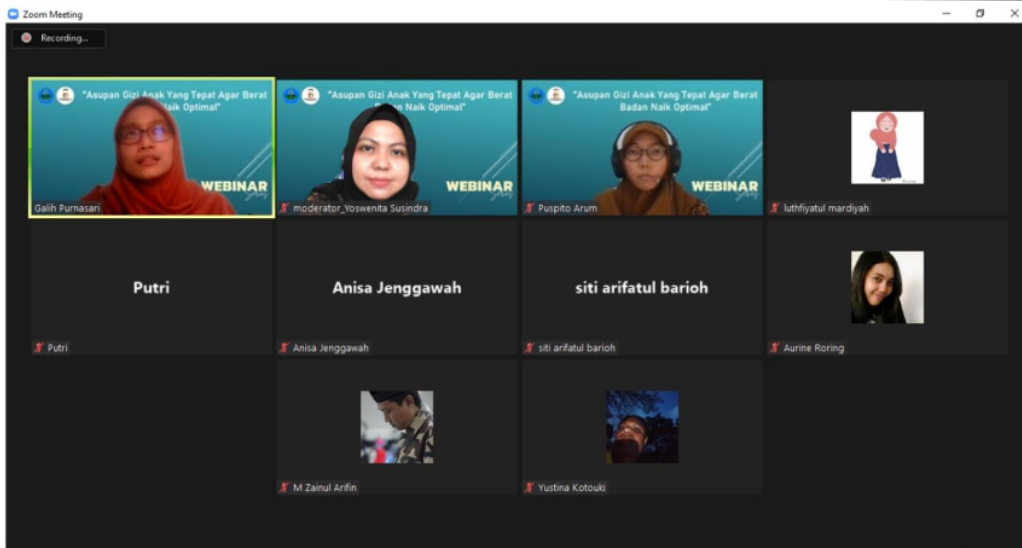 Zoom Meeting
Recording...
"Asupan Gizi Anak Yang Tepat Agar Berat
Naik Optimal"
WEBINAR
Galih Purnasari
"Asupan Gizi Anak Yang Tepat Agar Berat
Naik Optimal"
WEBINAR
moderator_Yoswenita Susindra
"Asupan Gizi Anak Yang Tepat Agar Berat
Badan Naik Optimal"
WEBINAR
Puspito Arum
luthfiyatul mardiyah
Putri
Putri
Anisa Jenggawah
Anisa Jenggawah
siti arifatul barioh
siti arifatul barioh
Aurine Roring
M Zainul Arifin
Yustina Kotouki